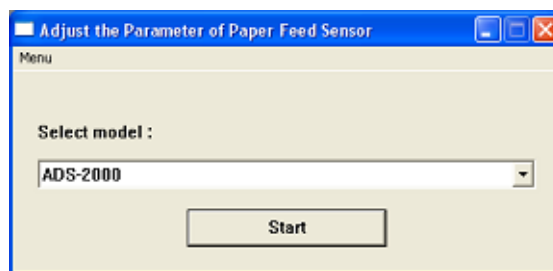 Adjust the Parameter of Paper Feed Sensor
Menu
Select model :
ADS-2000
Start